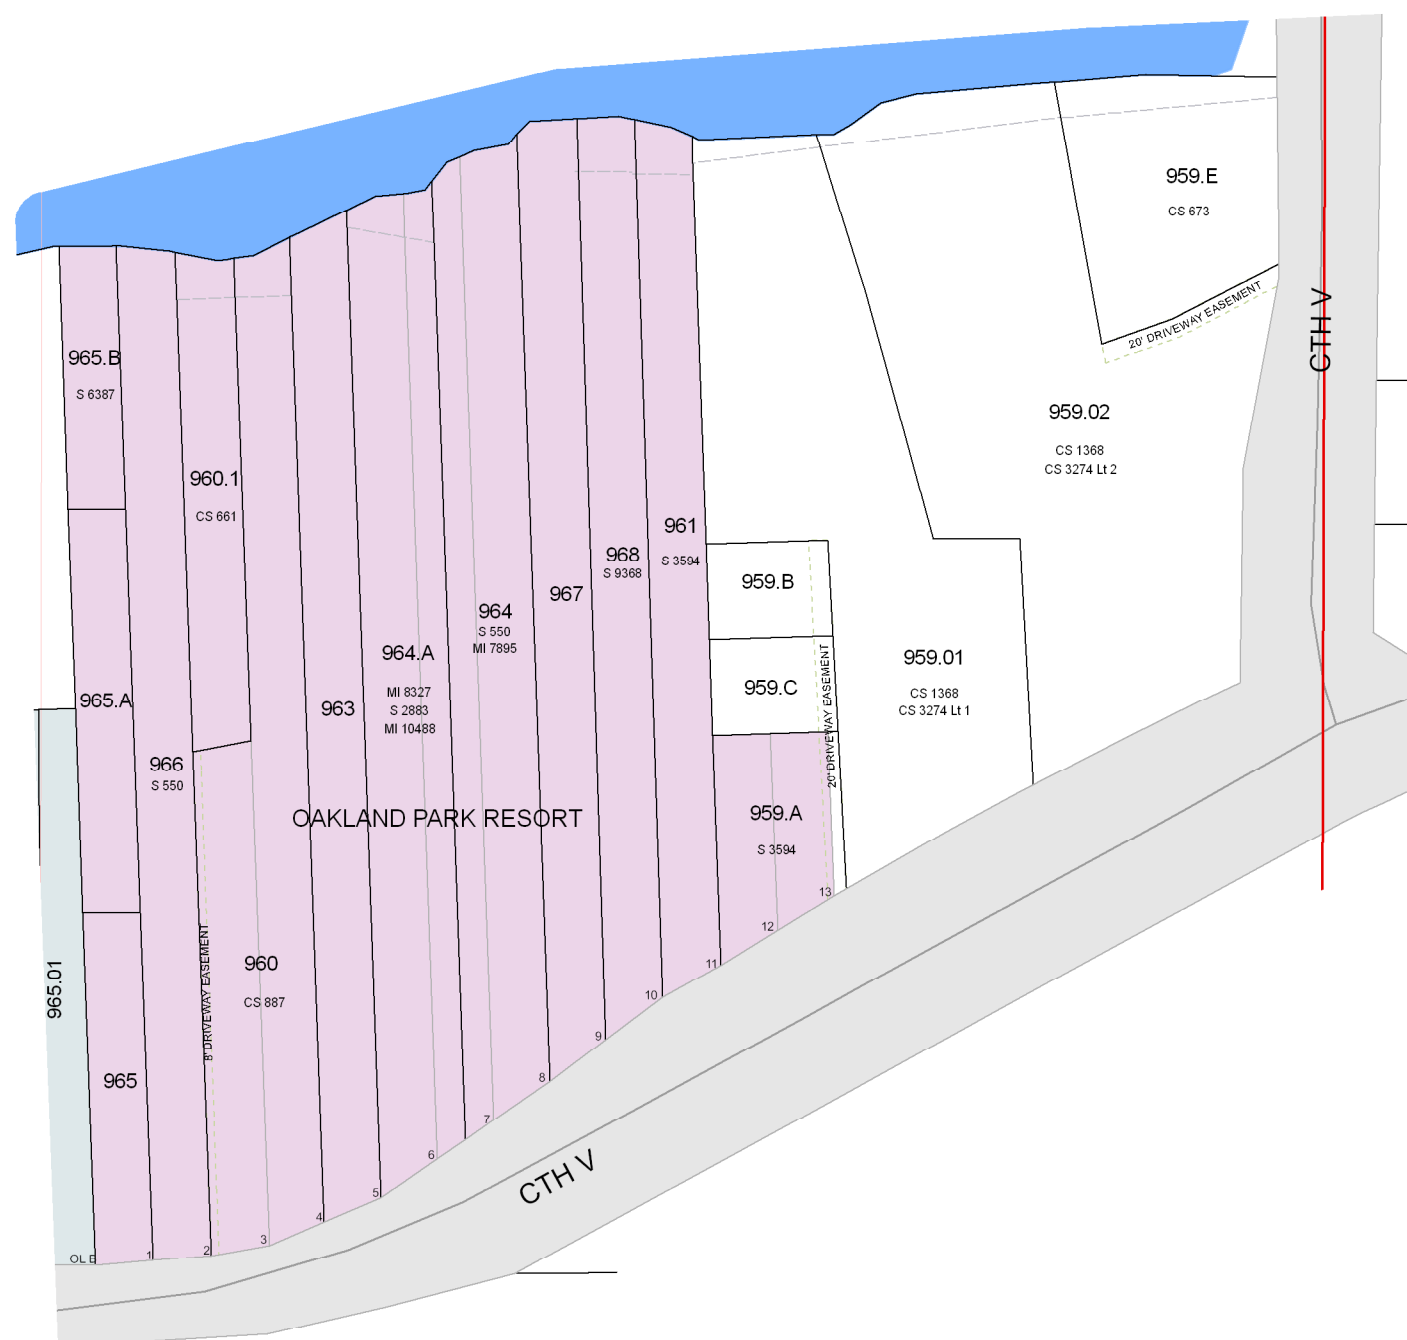 959.E
CS 673
20' DRIVEWAY EASEMENT
CTH V
965.B
S 6387
959.02
CS 1368
CS 3274 Lt 2
960.1
CS 661
961
S 3594
968
S 9368
959.B
967
964
S 550
MI 7895
964.A
MI 8327
S 2883
MI 10488
959.01
CS 1368
CS 3274 Lt 1
959.C
20' DRIVEWAY EASEMENT
965.A
963
966
S 550
OAKLAND PARK RESORT
959.A
S 3594
13
12
11
10
9
8
7
6
5
4
3
2
1
965.01
8' DRIVEWAY EASEMENT
960
CS 887
965
CTH V
OL